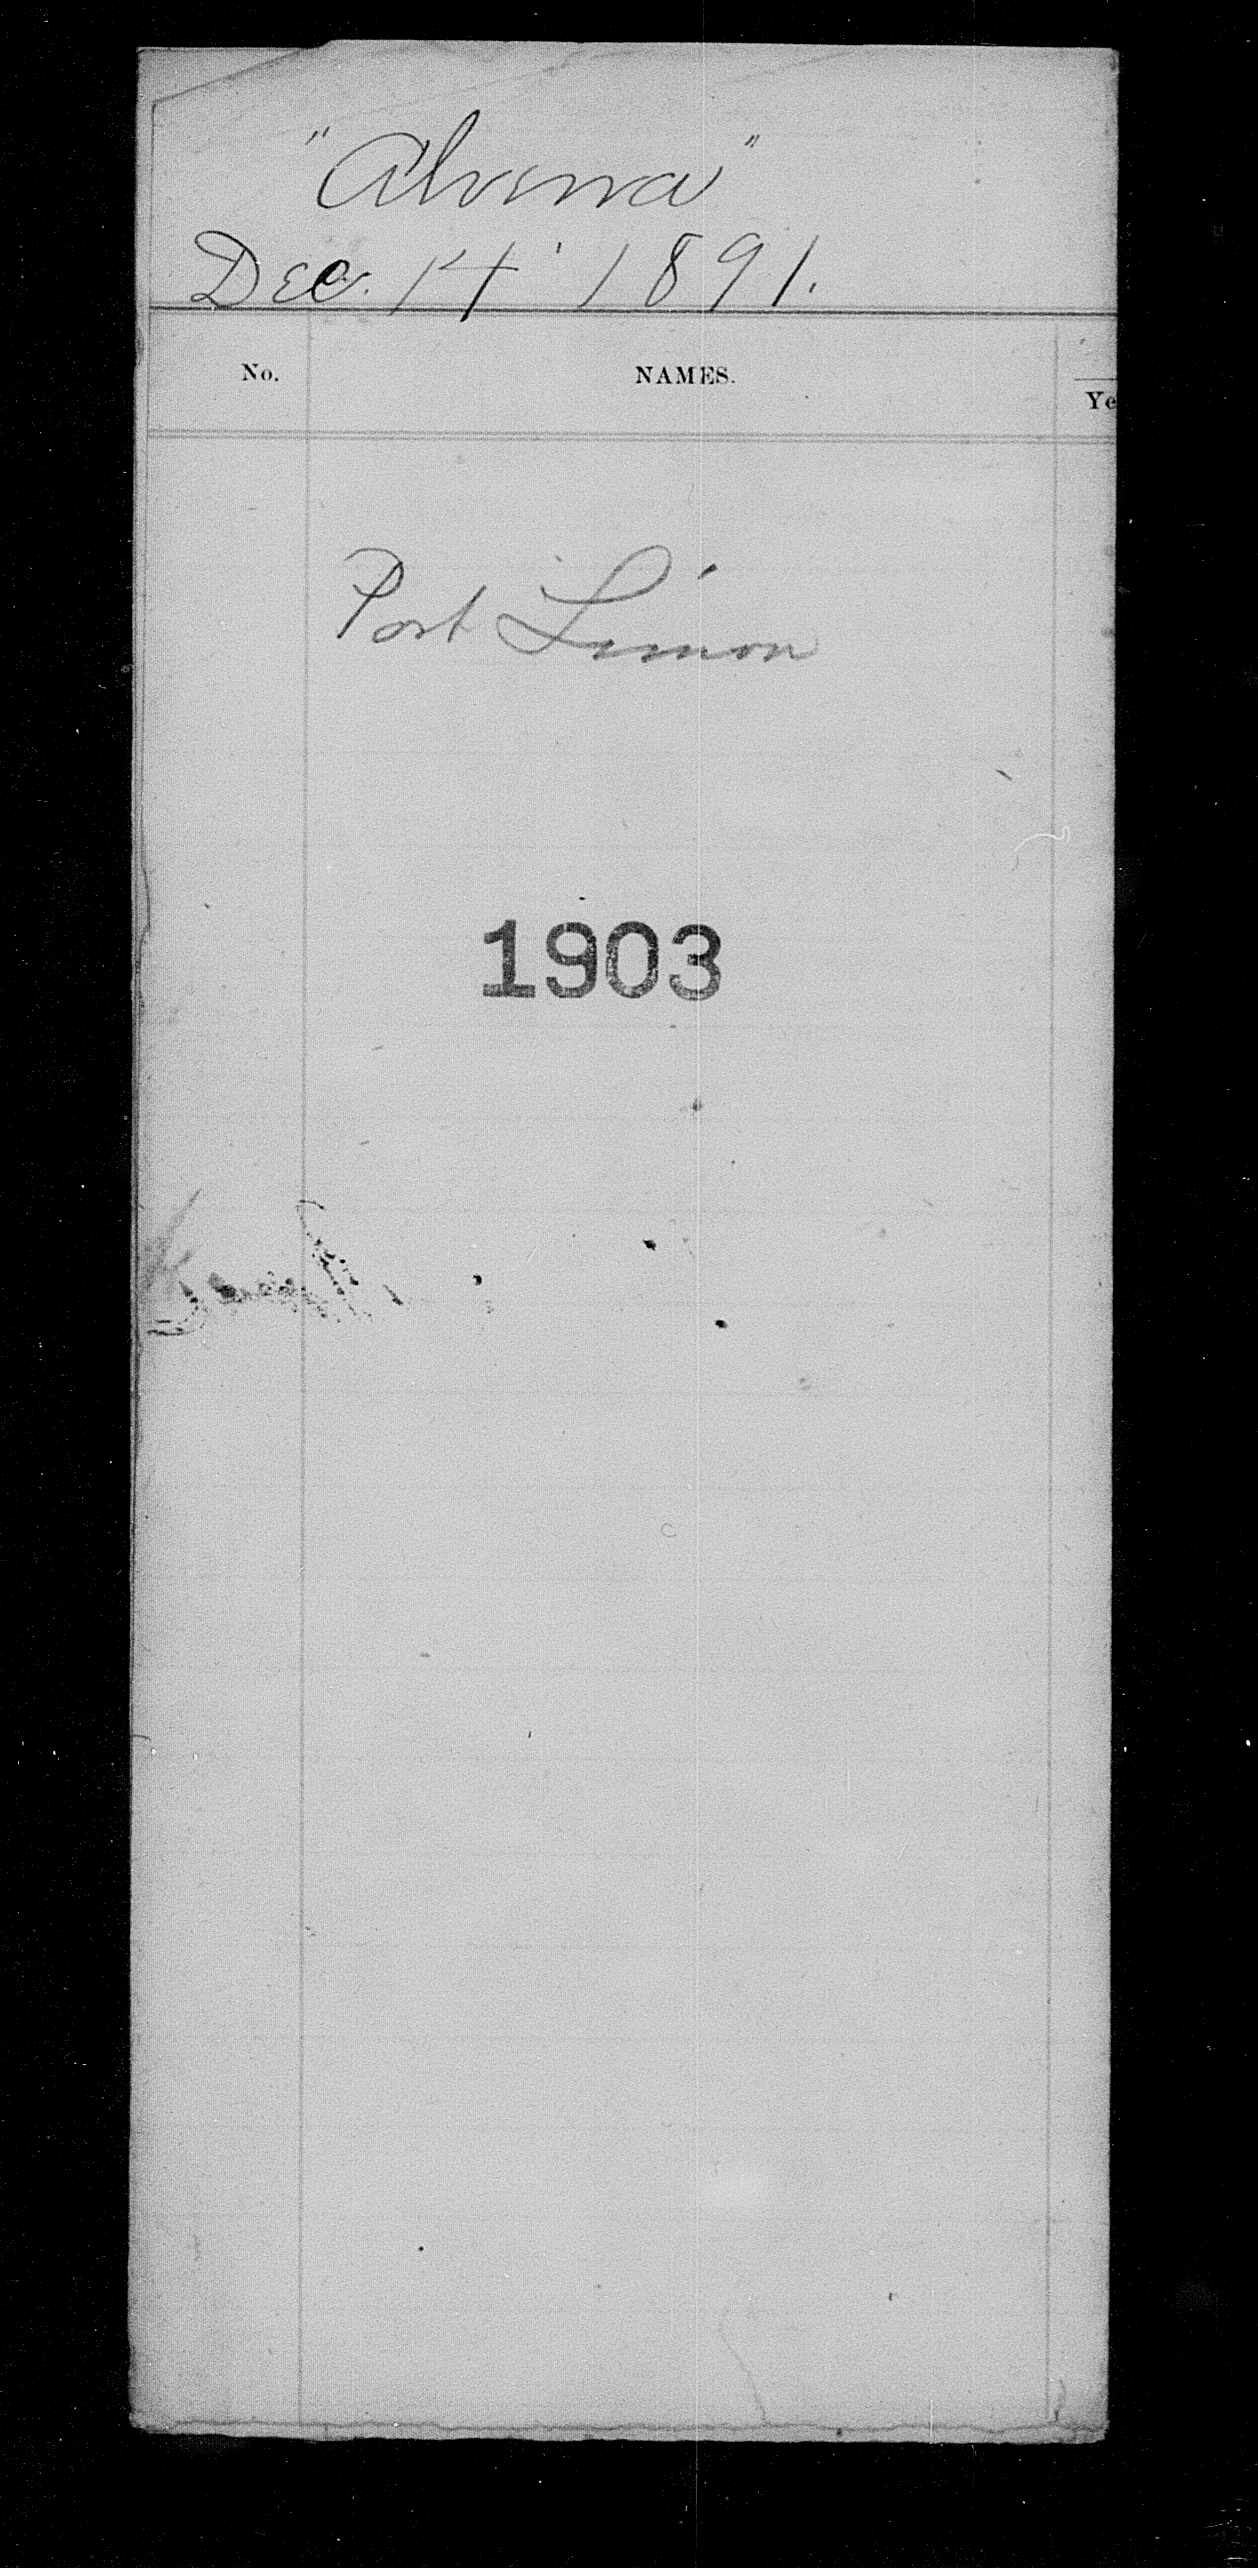 "Alvena"
Dec. 14' 1891.
No. NAMES. Ye
Port Limon
1903